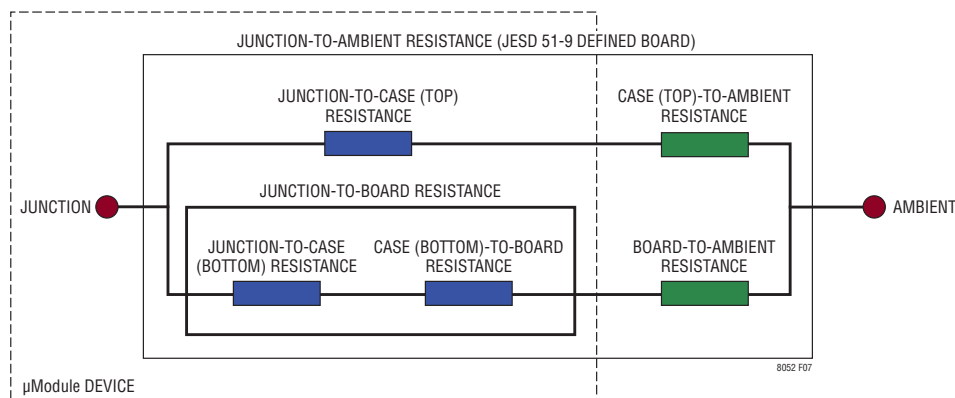 JUNCTION-TO-AMBIENT RESISTANCE (JESD 51-9 DEFINED BOARD)
JUNCTION-TO-CASE (TOP)
RESISTANCE
CASE (TOP)-TO-AMBIENT
RESISTANCE
JUNCTION-TO-BOARD RESISTANCE
JUNCTION
AMBIENT
JUNCTION-TO-CASE
(BOTTOM) RESISTANCE
CASE (BOTTOM)-TO-BOARD
RESISTANCE
BOARD-TO-AMBIENT
RESISTANCE
8052 F07
µModule DEVICE